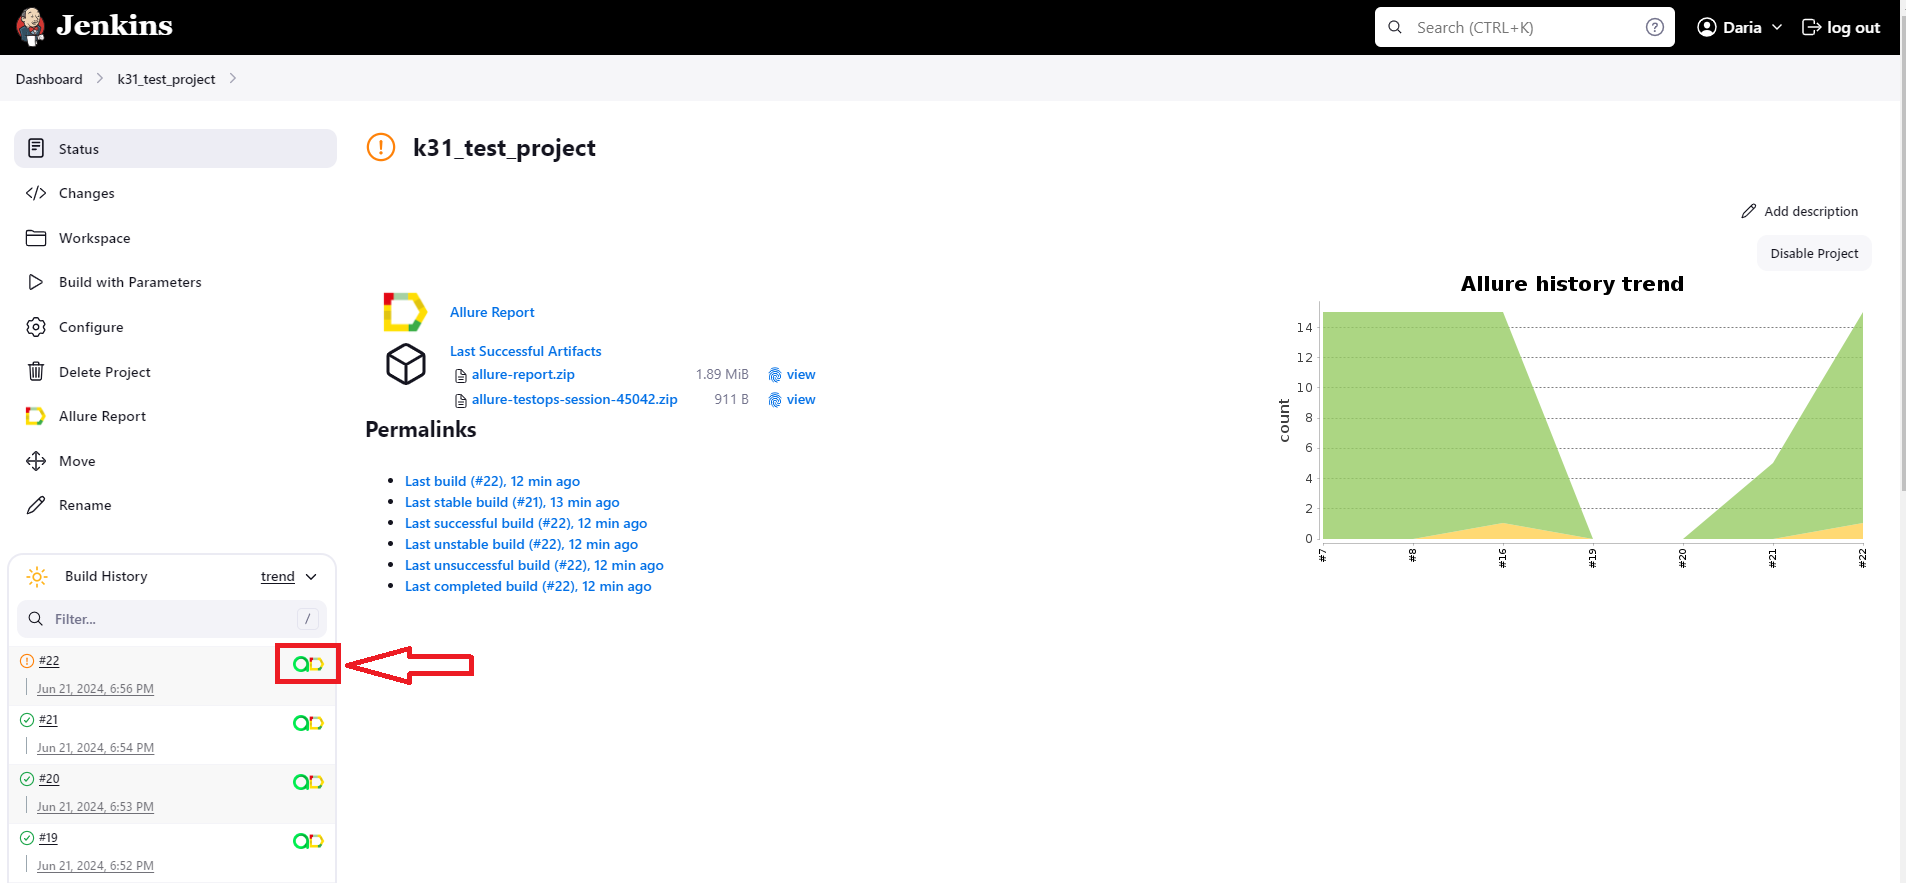 Jenkins
Search (CTRL+K)
?
Daria
log out
Dashboard
k31_test_project
Status
Changes
Workspace
Build with Parameters
Configure
Delete Project
Allure Report
Move
Rename
Build History
trend
Filter...
/
#22
Jun 21, 2024, 6:56 PM
#21
Jun 21, 2024, 6:54 PM
#20
Jun 21, 2024, 6:53 PM
#19
Jun 21, 2024, 6:52 PM
k31_test_project
Add description
Disable Project
Allure Report
Last Successful Artifacts
allure-report.zip 1.89 MiB view
allure-testops-session-45042.zip 911 B view
Permalinks
Last build (#22), 12 min ago
Last stable build (#21), 13 min ago
Last successful build (#22), 12 min ago
Last unstable build (#22), 12 min ago
Last unsuccessful build (#22), 12 min ago
Last completed build (#22), 12 min ago
Allure history trend
count
14
12
10
8
6
4
2
0
#7
#8
#16
#19
#20
#21
#22